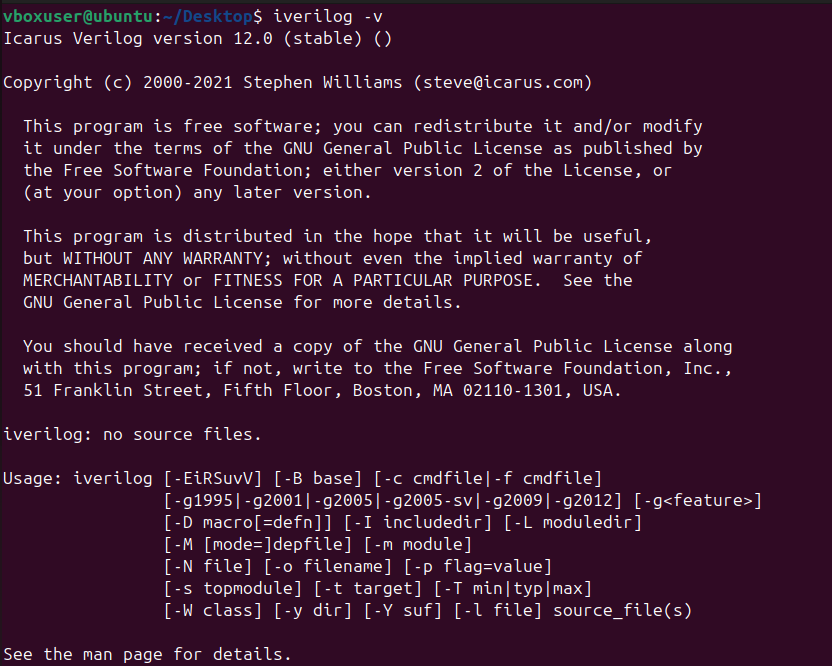 vboxuser@ubuntu:~/Desktop$ iverilog -v
Icarus Verilog version 12.0 (stable) ()

Copyright (c) 2000-2021 Stephen Williams (steve@icarus.com)

  This program is free software; you can redistribute it and/or modify
  it under the terms of the GNU General Public License as published by
  the Free Software Foundation; either version 2 of the License, or
  (at your option) any later version.

  This program is distributed in the hope that it will be useful,
  but WITHOUT ANY WARRANTY; without even the implied warranty of
  MERCHANTABILITY or FITNESS FOR A PARTICULAR PURPOSE.  See the
  GNU General Public License for more details.

  You should have received a copy of the GNU General Public License along
  with this program; if not, write to the Free Software Foundation, Inc.,
  51 Franklin Street, Fifth Floor, Boston, MA 02110-1301, USA.

iverilog: no source files.

Usage: iverilog [-EiRSuvV] [-B base] [-c cmdfile|-f cmdfile]
                [-g1995|-g2001|-g2005|-g2005-sv|-g2009|-g2012] [-g<feature>]
                [-D macro[=defn]] [-I includedir] [-L moduledir]
                [-M [mode=]depfile] [-m module]
                [-N file] [-o filename] [-p flag=value]
                [-s topmodule] [-t target] [-T min|typ|max]
                [-W class] [-y dir] [-Y suf] [-l file] source_file(s)

See the man page for details.